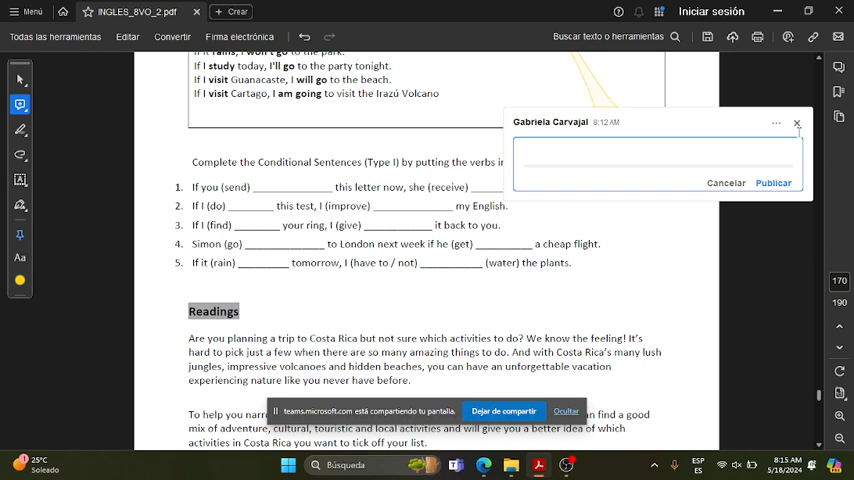 Menú
INGLES_8VO_2.pdf
+ Crear
Iniciar sesión
Todas las herramientas Editar Convertir Firma electrónica
Buscar texto o herramientas
If it rains, I won't go to the park.
If I study today, I'll go to the party tonight.
If I visit Guanacaste, I will go to the beach.
If I visit Cartago, I am going to visit the Irazú Volcano
Gabriela Carvajal 8:12 AM
Cancelar Publicar
Complete the Conditional Sentences (Type I) by putting the verbs in
1. If you (send) ______________ this letter now, she (receive) ______
2. If I (do) ________ this test, I (improve) ______________ my English.
3. If I (find) ________ your ring, I (give) ____________ it back to you.
4. Simon (go) ______________ to London next week if he (get) __________ a cheap flight.
5. If it (rain) _________ tomorrow, I (have to / not) ___________ (water) the plants.
Readings
Are you planning a trip to Costa Rica but not sure which activities to do? We know the feeling! It's
hard to pick just a few when there are so many amazing things to do. And with Costa Rica's many lush
jungles, impressive volcanoes and hidden beaches, you can have an unforgettable vacation
experiencing nature like you never have before.
To help you narr
an find a good
mix of adventure, cultural, touristic and local activities and will give you a better idea of which
activities in Costa Rica you want to tick off your list.
teams.microsoft.com está compartiendo tu pantalla.
Dejar de compartir
Ocultar
Aa
170
190
25°C
Soleado
Búsqueda
ESP
ES
8:15 AM
5/18/2024